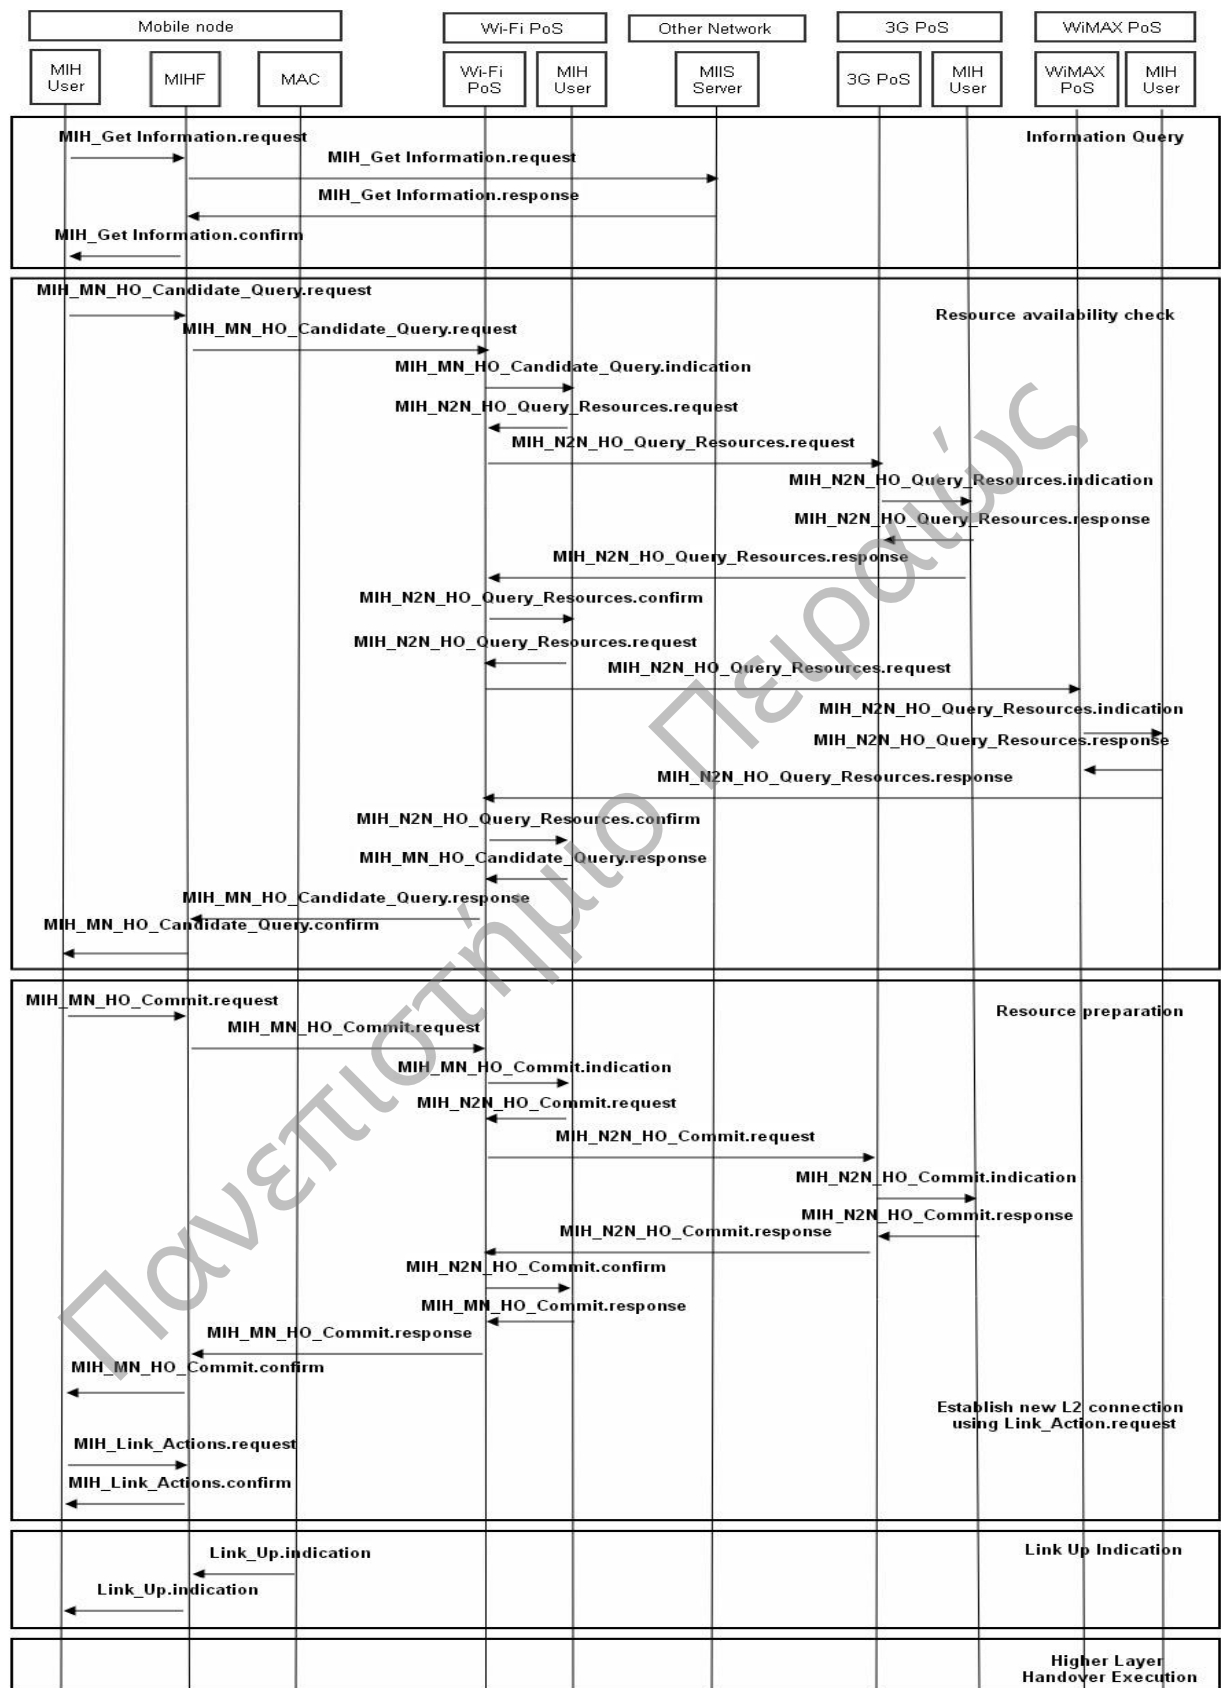 Mobile node
Wi-Fi PoS
Other Network
3G PoS
WiMAX PoS
MIH
User
MIHF
MAC
Wi-Fi
PoS
MIH
User
MIIS
Server
3G PoS
MIH
User
WiMAX
PoS
MIH
User
MIH_Get Information.request
Information Query
MIH_Get Information.request
MIH_Get Information.response
MIH_Get Information.confirm
MIH_MN_HO_Candidate_Query.request
Resource availability check
MIH_MN_HO_Candidate_Query.request
MIH_MN_HO_Candidate_Query.indication
MIH_N2N_HO_Query_Resources.request
MIH_N2N_HO_Query_Resources.request
MIH_N2N_HO_Query_Resources.indication
MIH_N2N_HO_Query_Resources.response
MIH_N2N_HO_Query_Resources.response
MIH_N2N_HO_Query_Resources.confirm
MIH_N2N_HO_Query_Resources.request
MIH_N2N_HO_Query_Resources.request
MIH_N2N_HO_Query_Resources.indication
MIH_N2N_HO_Query_Resources.response
MIH_N2N_HO_Query_Resources.response
MIH_N2N_HO_Query_Resources.confirm
MIH_MN_HO_Candidate_Query.response
MIH_MN_HO_Candidate_Query.response
MIH_MN_HO_Candidate_Query.confirm
MIH_MN_HO_Commit.request
Resource preparation
MIH_MN_HO_Commit.request
MIH_MN_HO_Commit.indication
MIH_N2N_HO_Commit.request
MIH_N2N_HO_Commit.request
MIH_N2N_HO_Commit.indication
MIH_N2N_HO_Commit.response
MIH_N2N_HO_Commit.response
MIH_N2N_HO_Commit.confirm
MIH_MN_HO_Commit.response
MIH_MN_HO_Commit.response
MIH_MN_HO_Commit.confirm
Establish new L2 connection
using Link_Action.request
MIH_Link_Actions.request
MIH_Link_Actions.confirm
Link Up Indication
Link_Up.indication
Link_Up.indication
Higher Layer
Handover Execution
Πανεπιστήμιο Πειραιώς